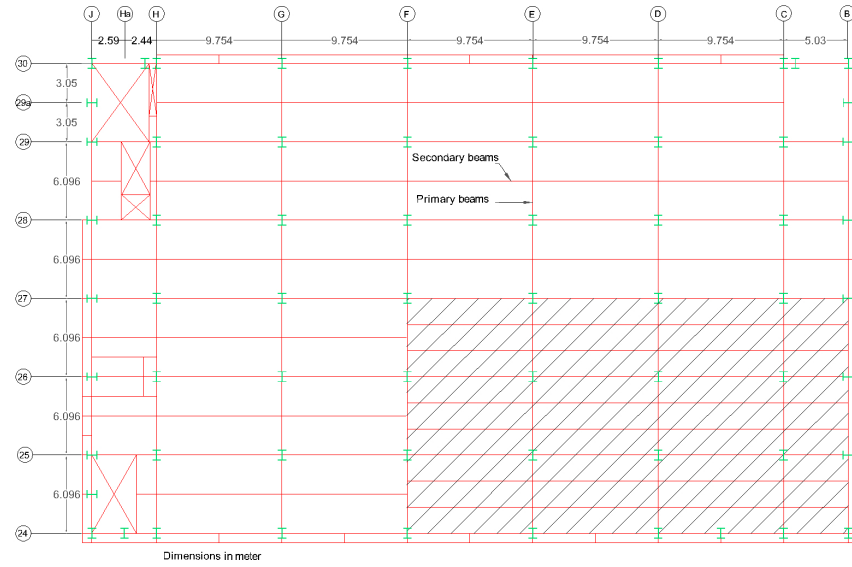 J Ha H G F E D C B
2.59 2.44 9.754 9.754 9.754 9.754 9.754 5.03
30
3.05
29a
3.05
29
Secondary beams
6.096
Primary beams
28
6.096
27
6.096
26
6.096
25
6.096
24
Dimensions in meter